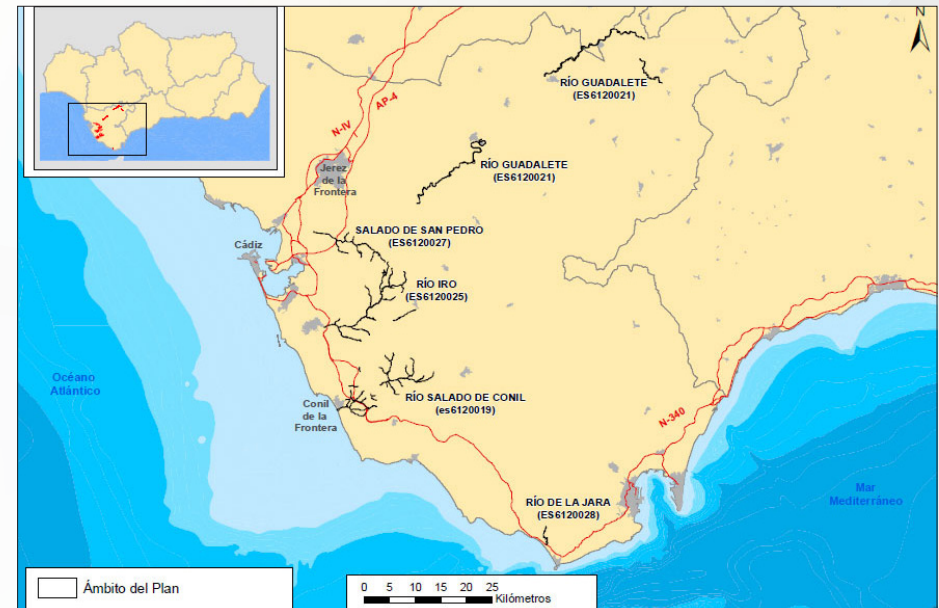 N
RÍO GUADALETE
(ES6120021)
AP-4
N-IV
RÍO GUADALETE
(ES6120021)
Jerez
de la
Frontera
SALADO DE SAN PEDRO
(ES6120027)
Cádiz
RÍO IRO
(ES6120025)
Océano
Atlántico
RÍO SALADO DE CONIL
(es6120019)
Conil
de la
Frontera
N-340
Mar
Mediterráneo
RÍO DE LA JARA
(ES6120028)
Ámbito del Plan
0 5 10 15 20 25
Kilómetros